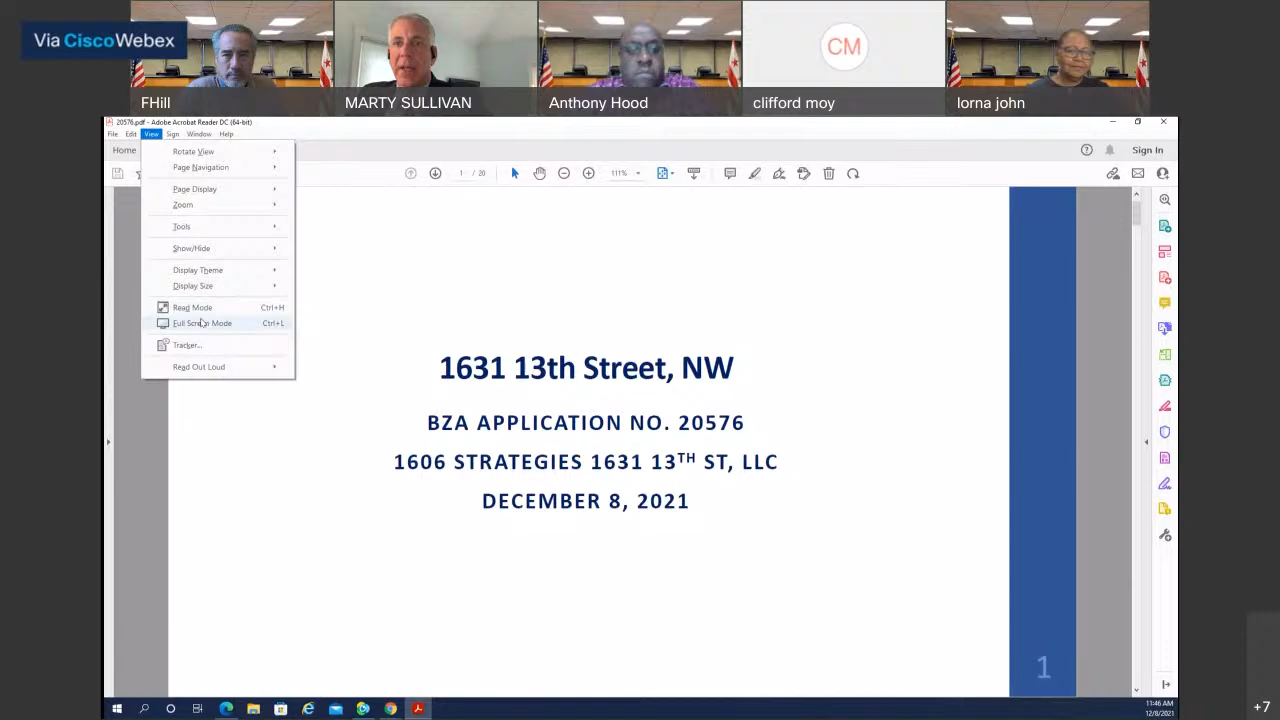 Via CiscoWebex
CM
FHill
MARTY SULLIVAN
Anthony Hood
clifford moy
lorna john
20576.pdf - Adobe Acrobat Reader DC (64-bit)
File Edit View Sign Window Help
Home
Sign In
1 / 20
111%
Rotate View
Page Navigation
Page Display
Zoom
Tools
Show/Hide
Display Theme
Display Size
Read Mode Ctrl+H
Full Screen Mode Ctrl+L
Tracker...
Read Out Loud
1631 13th Street, NW
BZA APPLICATION NO. 20576
1606 STRATEGIES 1631 13TH ST, LLC
DECEMBER 8, 2021
1
11:46 AM
12/8/2021
+7